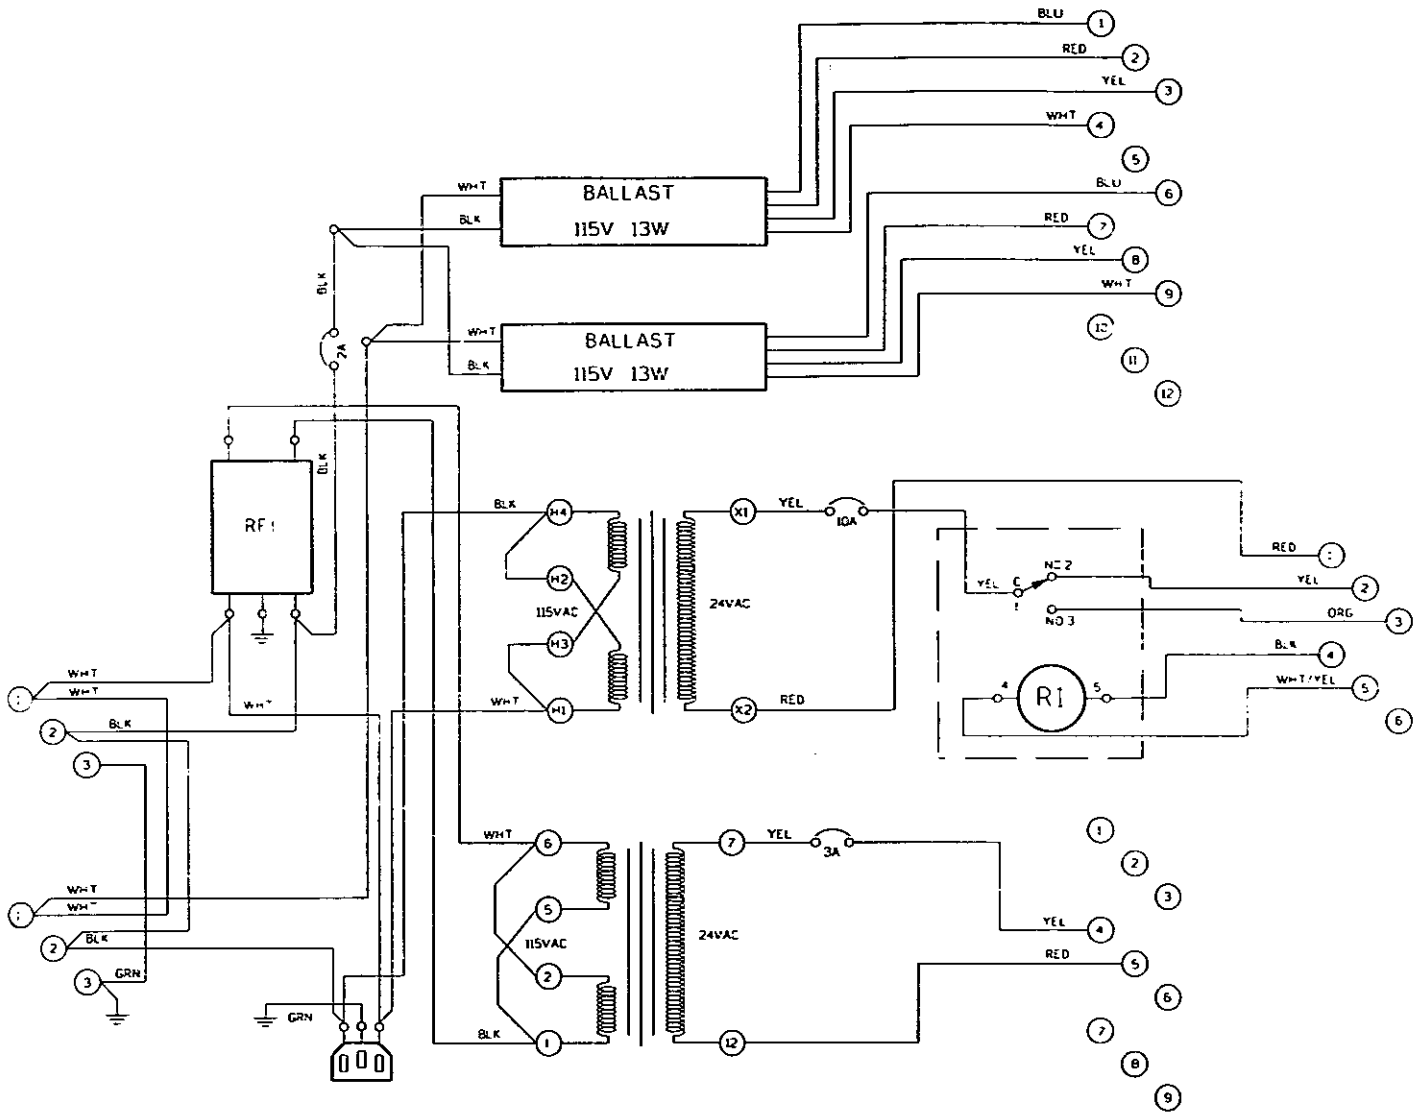 BLU 1
RED 2
YEL 3
WHT 4
5
WHT BALLAST BLU 6
BLK 115V 13W RED 7
YEL 8
BLK
WHT 9
WHT BALLAST 10
2A
BLK 115V 13W 11
12
BLK
RF1
BLK H4 X1 YEL 10A
RED
H2 YEL C NC 2 YEL 2
115VAC 24VAC 1
NO 3 ORG 3
H3
BLK 4
WHT 4 R1 5 WHT/YEL 5
WHT
WHT WHT H1 X2 RED 6
2 BLK
3
WHT 6 7 YEL 3A 1
2
WHT 3
WHT 5
2 BLK 115VAC 24VAC YEL 4
RED 5
3 GRN 2 6
GRN
BLK 1 12 7
8
9